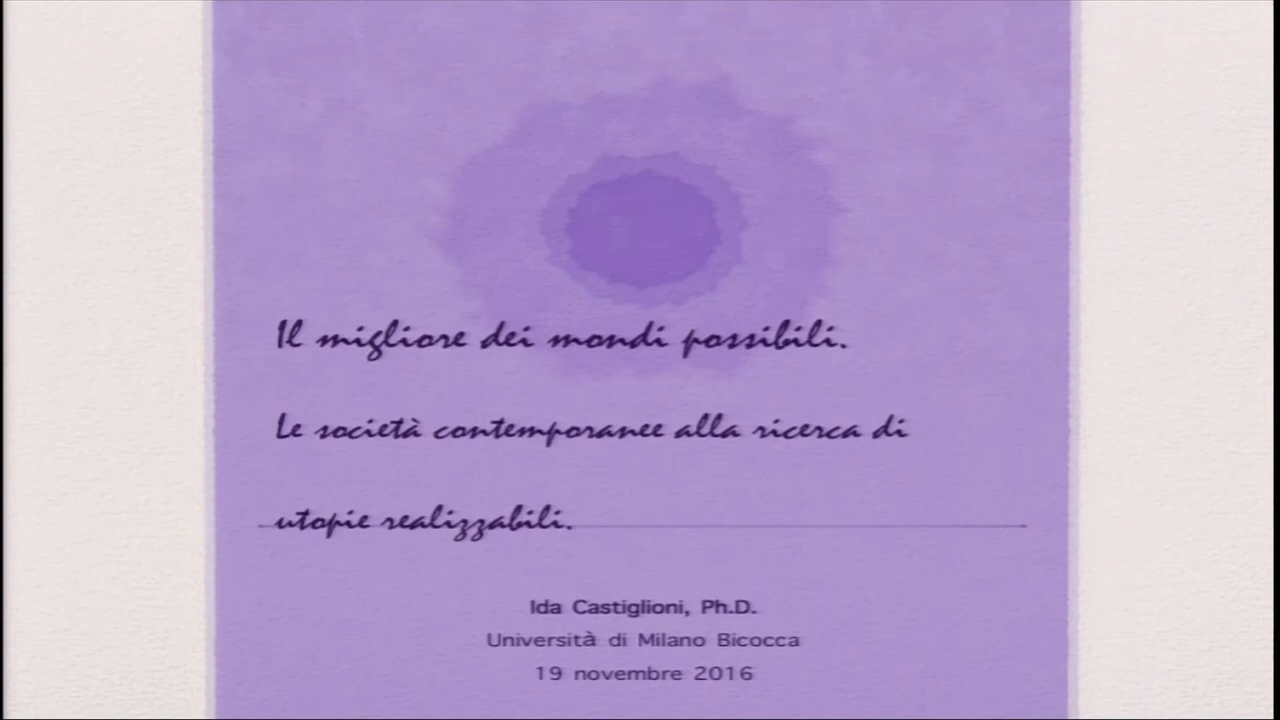 Il migliore dei mondi possibili.
Le società contemporanee alla ricerca di
utopie realizzabili.
Ida Castiglioni, Ph.D.
Università di Milano Bicocca
19 novembre 2016